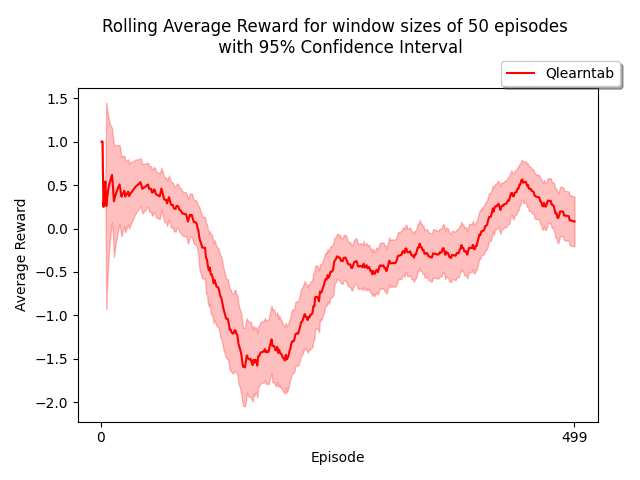 Rolling Average Reward for window sizes of 50 episodes
with 95% Confidence Interval
Qlearntab
1.5
1.0
0.5
0.0
−0.5
−1.0
−1.5
−2.0
Average Reward
0
499
Episode